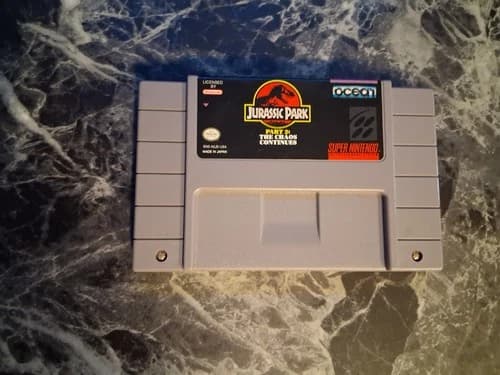 LICENSED
BY
ocean
JURASSIC PARK
PART 2:
THE CHAOS
CONTINUES
MADE IN JAPAN
SUPER NINTENDO